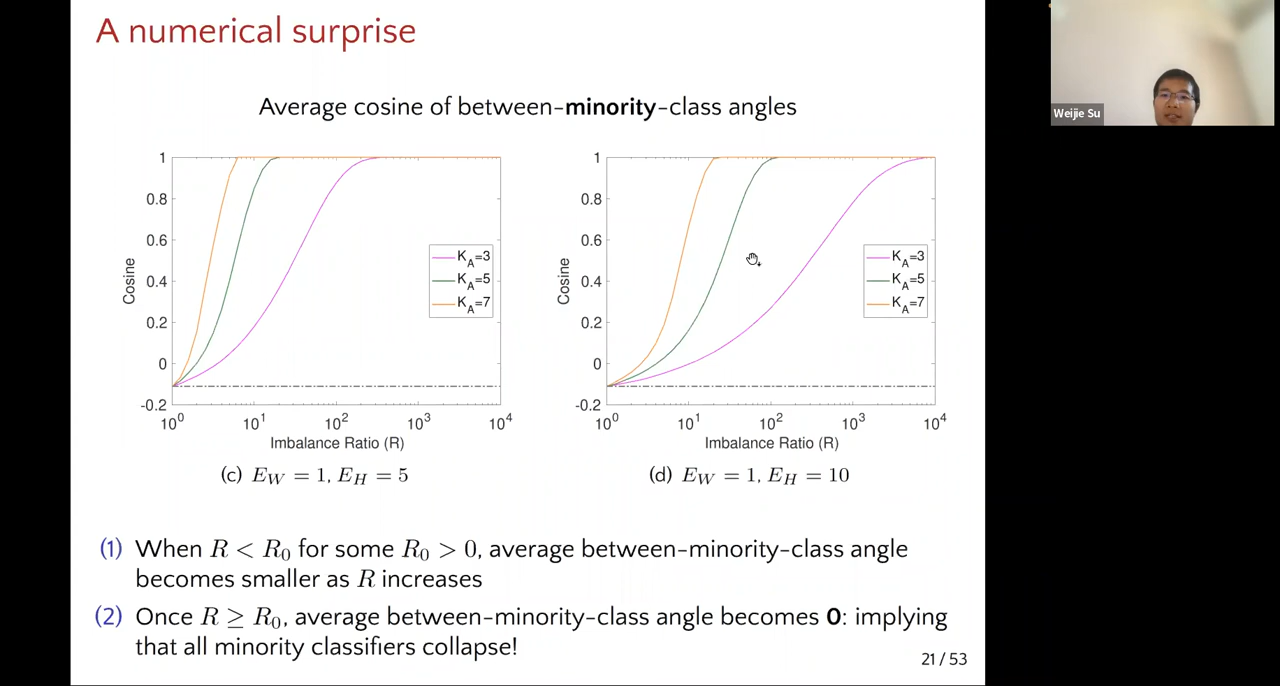 A numerical surprise
Weijie Su
Average cosine of between-minority-class angles
1
0.8
0.6
0.4
0.2
0
-0.2
Cosine
K_A=3
K_A=5
K_A=7
10^0 10^1 10^2 10^3 10^4
Imbalance Ratio (R)
(c) E_W = 1, E_H = 5
1
0.8
0.6
0.4
0.2
0
-0.2
Cosine
K_A=3
K_A=5
K_A=7
10^0 10^1 10^2 10^3 10^4
Imbalance Ratio (R)
(d) E_W = 1, E_H = 10
(1) When R < R_0 for some R_0 > 0, average between-minority-class angle
becomes smaller as R increases
(2) Once R ≥ R_0, average between-minority-class angle becomes 0: implying
that all minority classifiers collapse!
21 / 53